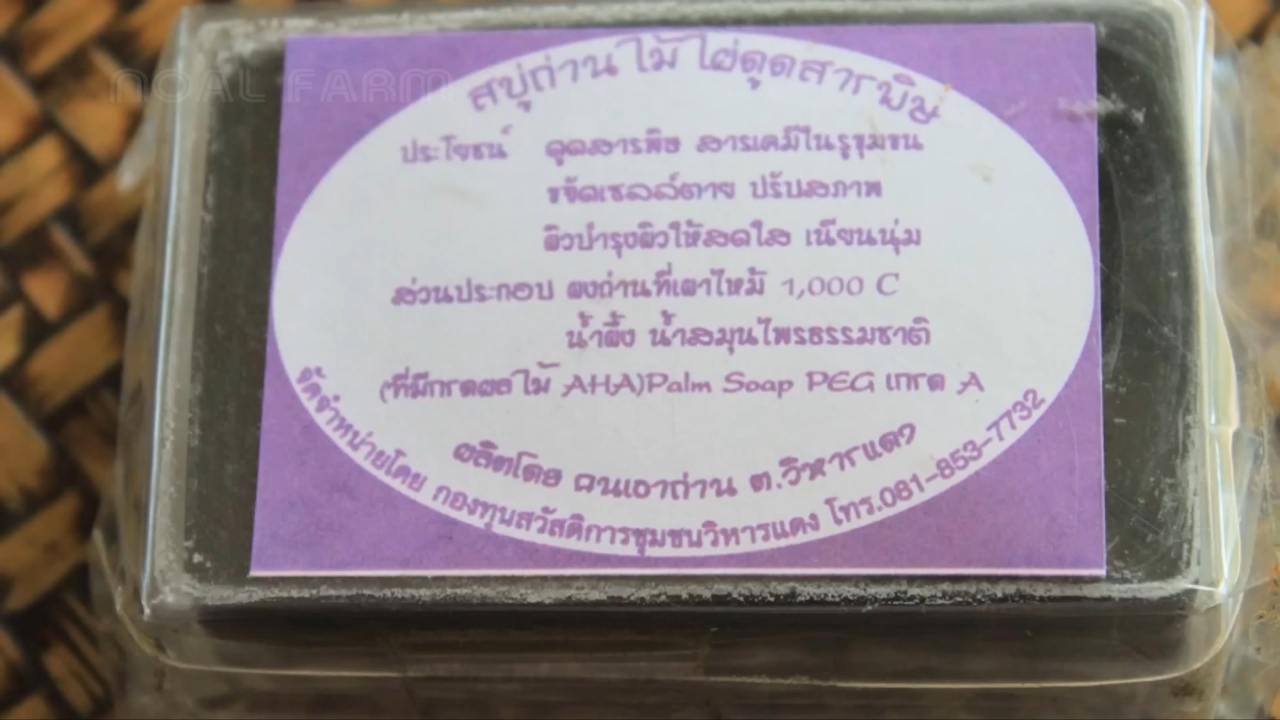 NOAL FARM
สบู่ถ่านไม้ไผ่ดูดสารพิษ
ประโยชน์ ดูดสารพิษ สารเคมีในรูขุมขน
ขจัดเซลล์ตาย ปรับสภาพ
ผิวบำรุงผิวให้สดใส เนียนนุ่ม
ส่วนประกอบ ผงถ่านที่เผาไหม้ 1,000 C
น้ำผึ้ง น้ำสมุนไพรธรรมชาติ
(ที่มีกรดผลไม้ AHA)Palm Soap PEG เกรด A
ผลิตโดย ฅนเอาถ่าน ต.วิหารแดง
จัดจำหน่ายโดย กองทุนสวัสดิการชุมชนวิหารแดง โทร.081-853-7732